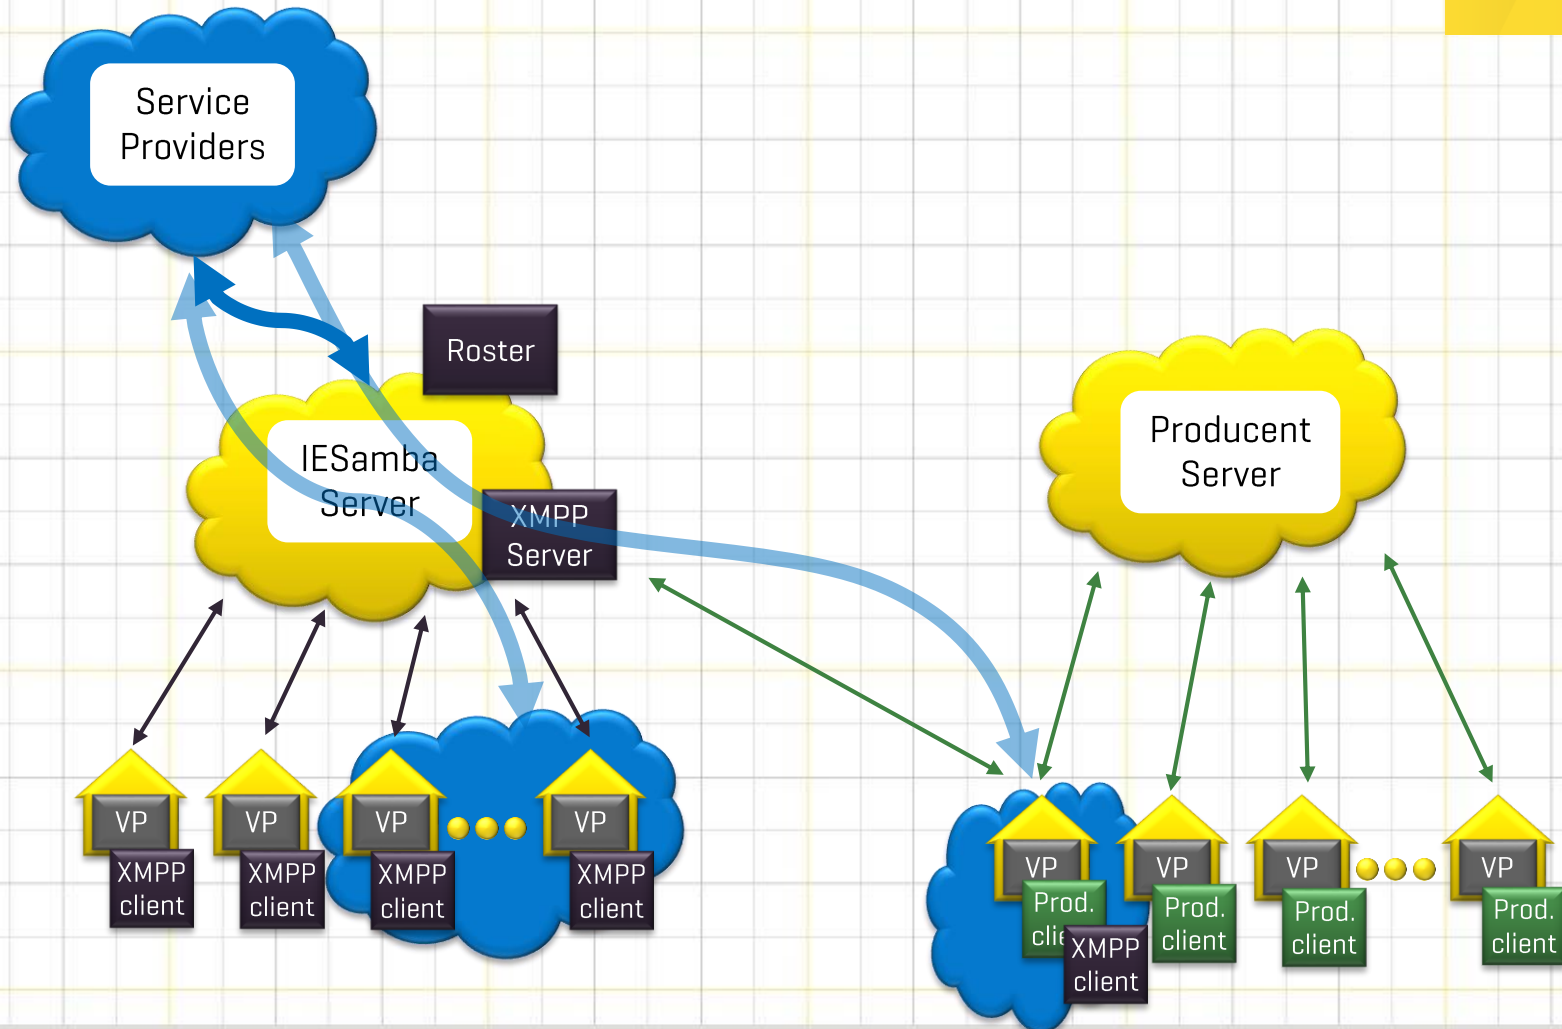 Service
Providers
Roster
IESamba
Server
XMPP
Server
Producent
Server
VP
XMPP
client
VP
XMPP
client
VP
XMPP
client
VP
XMPP
client
VP
Prod.
clie
XMPP
client
VP
Prod.
client
VP
Prod.
client
VP
Prod.
client